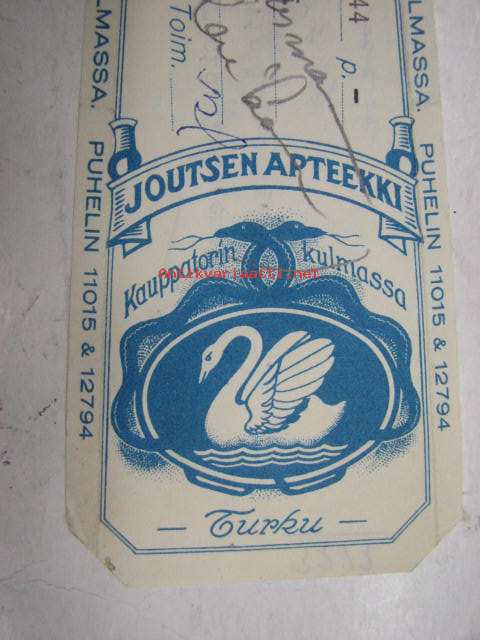 44
p. -
Toim.
JOUTSEN APTEEKKI
Kauppatorin kulmassa
Antikvariaatti.net
— Turku —
LMASSA. PUHELIN 11015 & 12794
LMASSA. PUHELIN 11015 & 12794